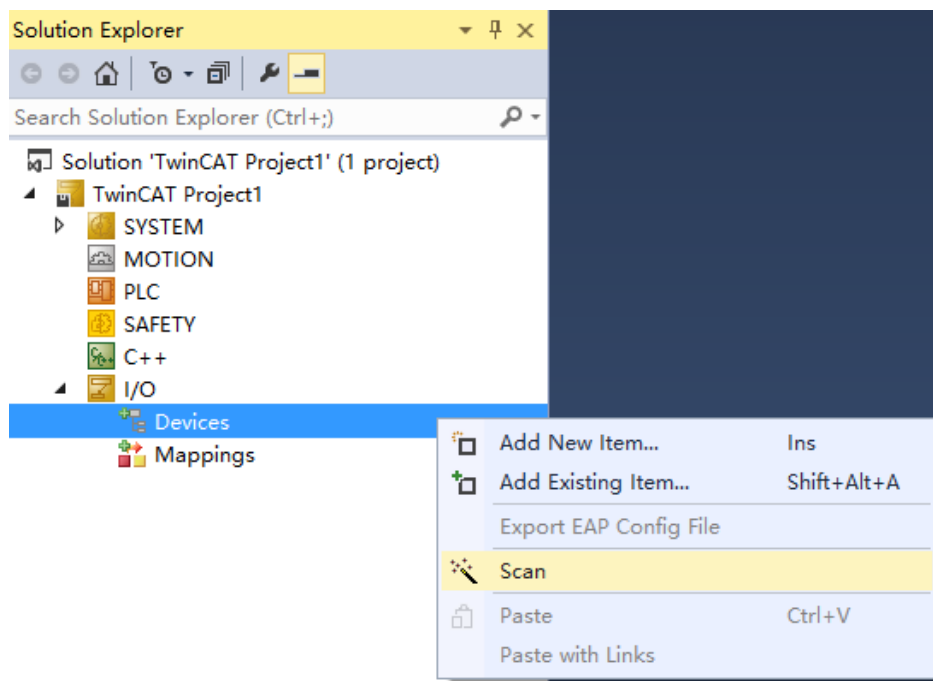 Solution Explorer
Search Solution Explorer (Ctrl+;)
Solution 'TwinCAT Project1' (1 project)
TwinCAT Project1
SYSTEM
MOTION
PLC
SAFETY
C++
I/O
Devices
Mappings
Add New Item... Ins
Add Existing Item... Shift+Alt+A
Export EAP Config File
Scan
Paste Ctrl+V
Paste with Links